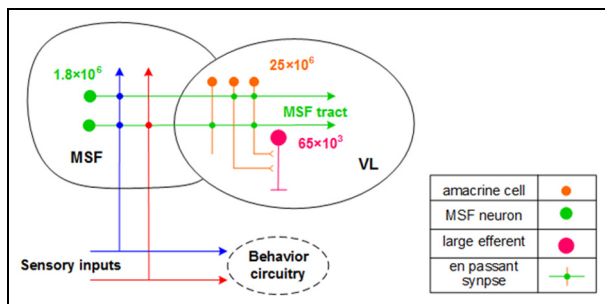 1.8×10⁶
25×10⁶
MSF tract
65×10³
MSF
VL
Sensory inputs
Behavior
circuitry
amacrine cell
MSF neuron
large efferent
en passant
synpse